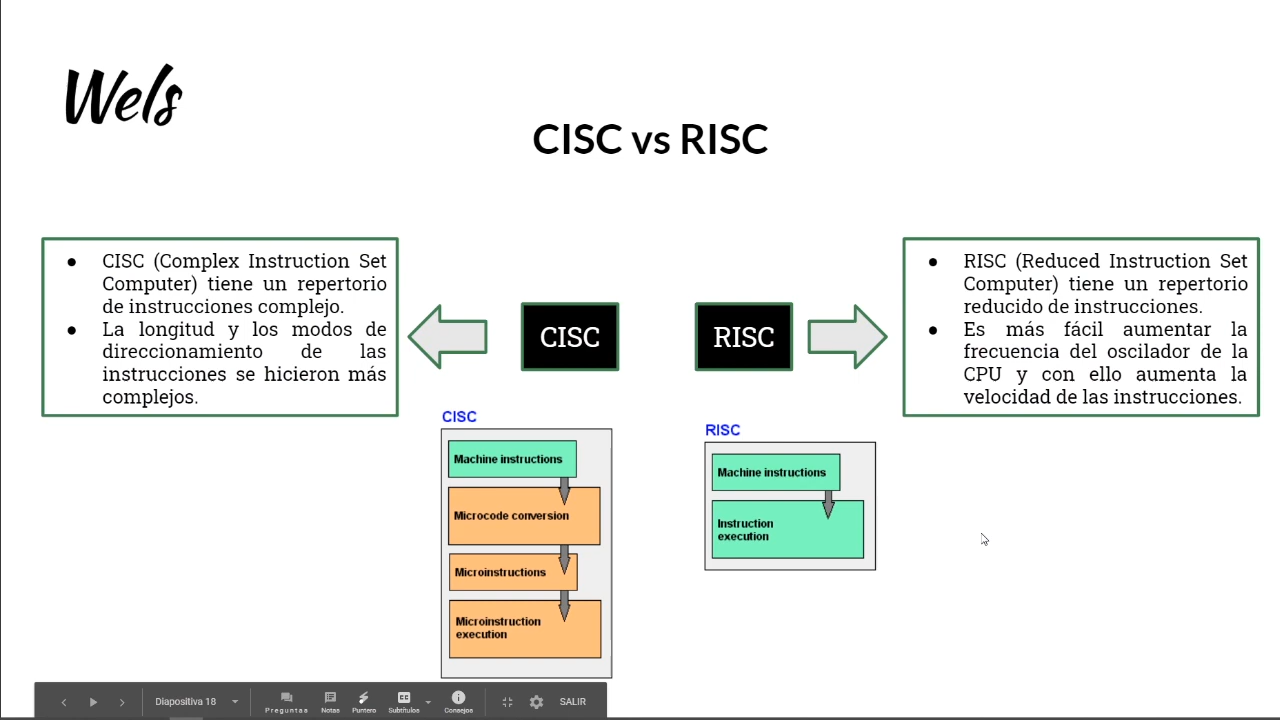 Wels
CISC vs RISC
● CISC (Complex Instruction Set
Computer) tiene un repertorio
de instrucciones complejo.
● La longitud y los modos de
direccionamiento de las
instrucciones se hicieron más
complejos.
CISC
RISC
● RISC (Reduced Instruction Set
Computer) tiene un repertorio
reducido de instrucciones.
● Es más fácil aumentar la
frecuencia del oscilador de la
CPU y con ello aumenta la
velocidad de las instrucciones.
CISC
Machine instructions
Microcode conversion
Microinstructions
Microinstruction
execution
RISC
Machine instructions
Instruction
execution
Diapositiva 18
Preguntas
Notas
Puntero
CC
Subtítulos
Consejos
SALIR